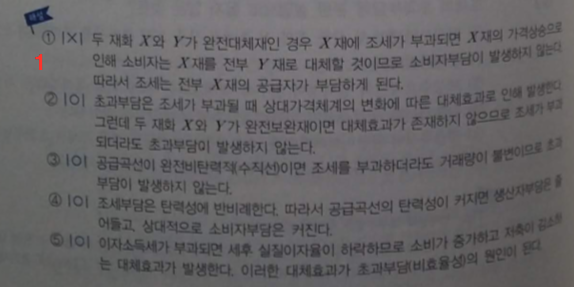 해설
① |X| 두 재화 X와 Y가 완전대체재인 경우 X재에 조세가 부과되면 X재의 가격상승으로
1
인해 소비자는 X재를 전부 Y재로 대체할 것이므로 소비자부담이 발생하지 않는다.
따라서 조세는 전부 X재의 공급자가 부담하게 된다.
② |O| 초과부담은 조세가 부과될 때 상대가격체계의 변화에 따른 대체효과로 인해 발생한다.
그런데 두 재화 X와 Y가 완전보완재이면 대체효과가 존재하지 않으므로 조세가 부과
되더라도 초과부담이 발생하지 않는다.
③ |O| 공급곡선이 완전비탄력적(수직선)이면 조세를 부과하더라도 거래량이 불변이므로 초과
부담이 발생하지 않는다.
④ |O| 조세부담은 탄력성에 반비례한다. 따라서 공급곡선의 탄력성이 커지면 생산자부담은 줄
어들고, 상대적으로 소비자부담은 커진다.
⑤ |O| 이자소득세가 부과되면 세후 실질이자율이 하락하므로 소비가 증가하고 저축이 감소하
는 대체효과가 발생한다. 이러한 대체효과가 초과부담(비효율성)의 원인이 된다.